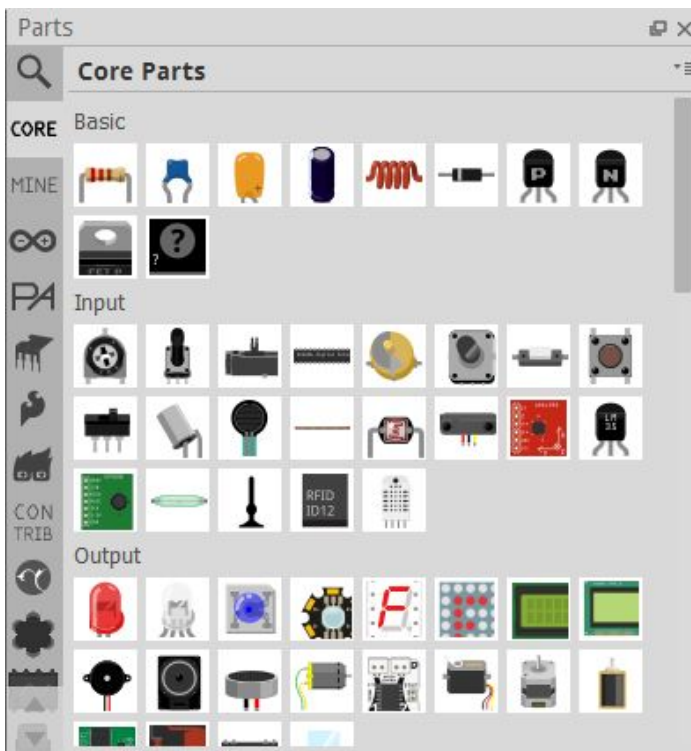 Parts
Core Parts
CORE
Basic
MINE
P
N
?
?
Input
LM
35
CON
TRIB
RFID
ID12
Output